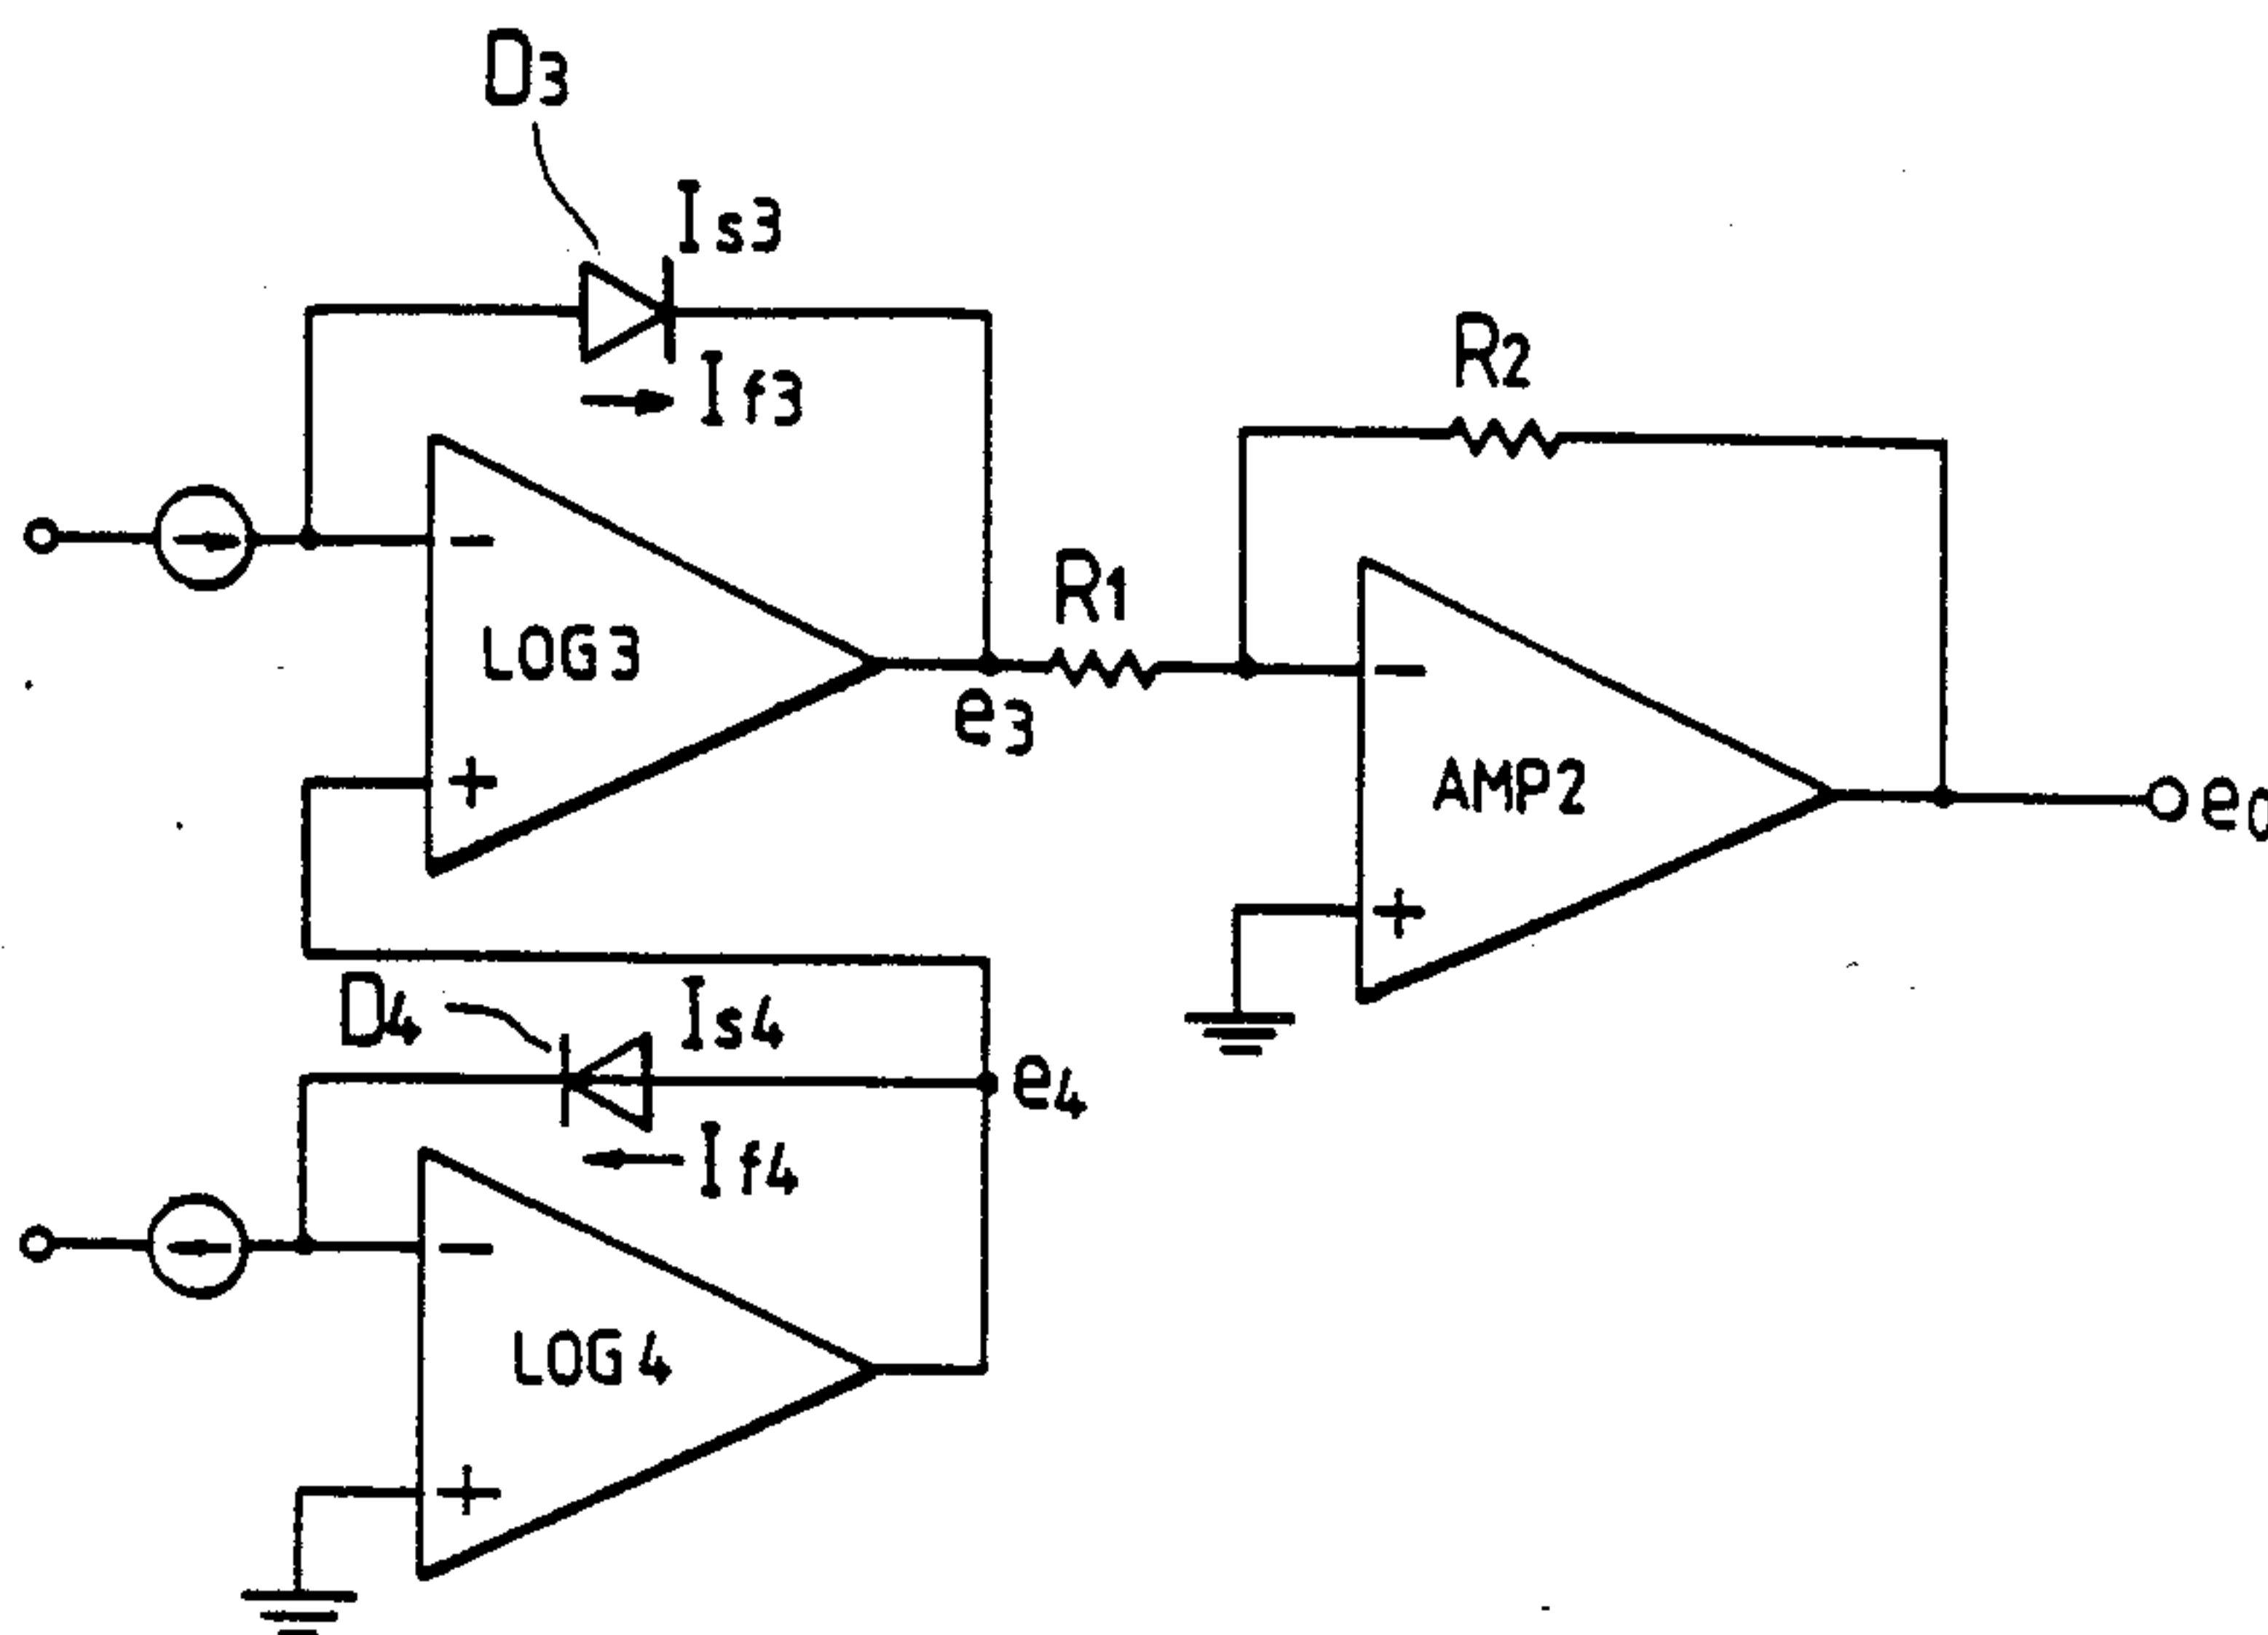 D3
Is3
If3
R2
−
R1
LOG3
−
e3
+
AMP2
e0
+
D4
Is4
e4
If4
−
LOG4
+